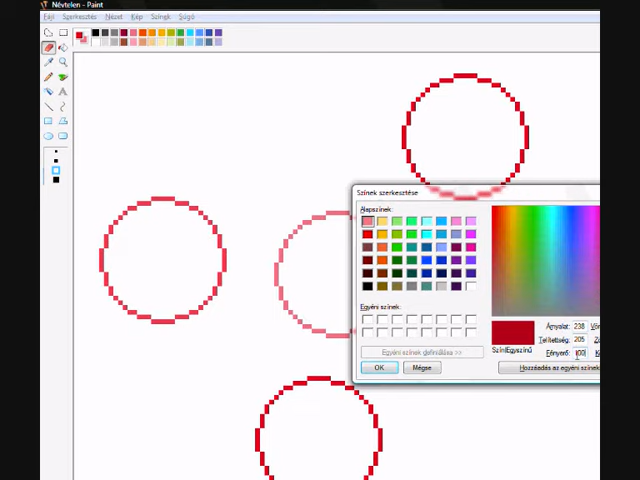 Névtelen - Paint
Fájl Szerkesztés Nézet Kép Színek Súgó
Színek szerkesztése
Alapszínek:
Egyéni színek:
Egyéni színek definiálása >>
OK Mégse
Szín|Egyszínű
Árnyalat: 238
Telítettség: 205
Fényerő: 100
Hozzáadás az egyéni színek